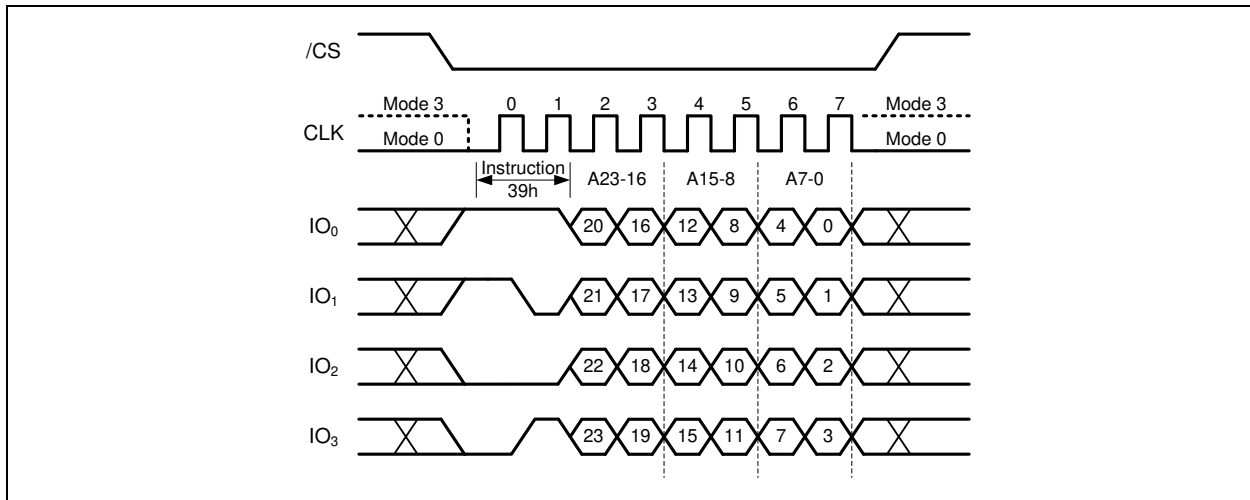 /CS
Mode 3 0 1 2 3 4 5 6 7 Mode 3
CLK
Mode 0 Mode 0
Instruction
39h
A23-16 A15-8 A7-0
IO₀ 20 16 12 8 4 0
IO₁ 21 17 13 9 5 1
IO₂ 22 18 14 10 6 2
IO₃ 23 19 15 11 7 3